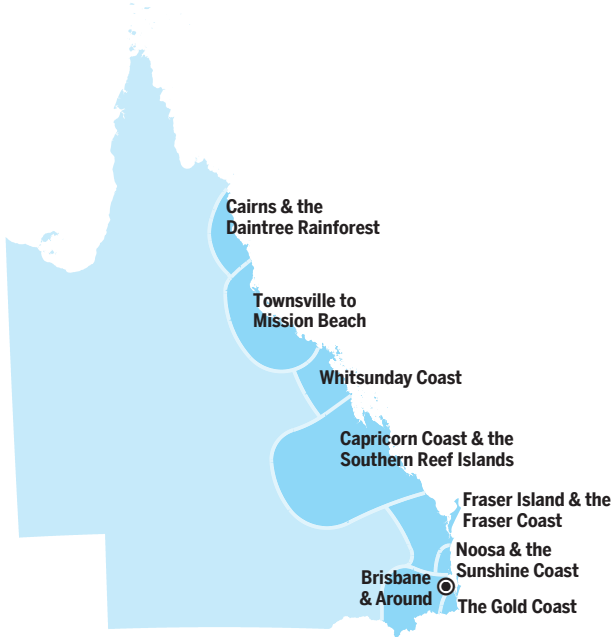 Cairns & the
Daintree Rainforest
Townsville to
Mission Beach
Whitsunday Coast
Capricorn Coast & the
Southern Reef Islands
Fraser Island & the
Fraser Coast
Noosa & the
Sunshine Coast
Brisbane
& Around
The Gold Coast